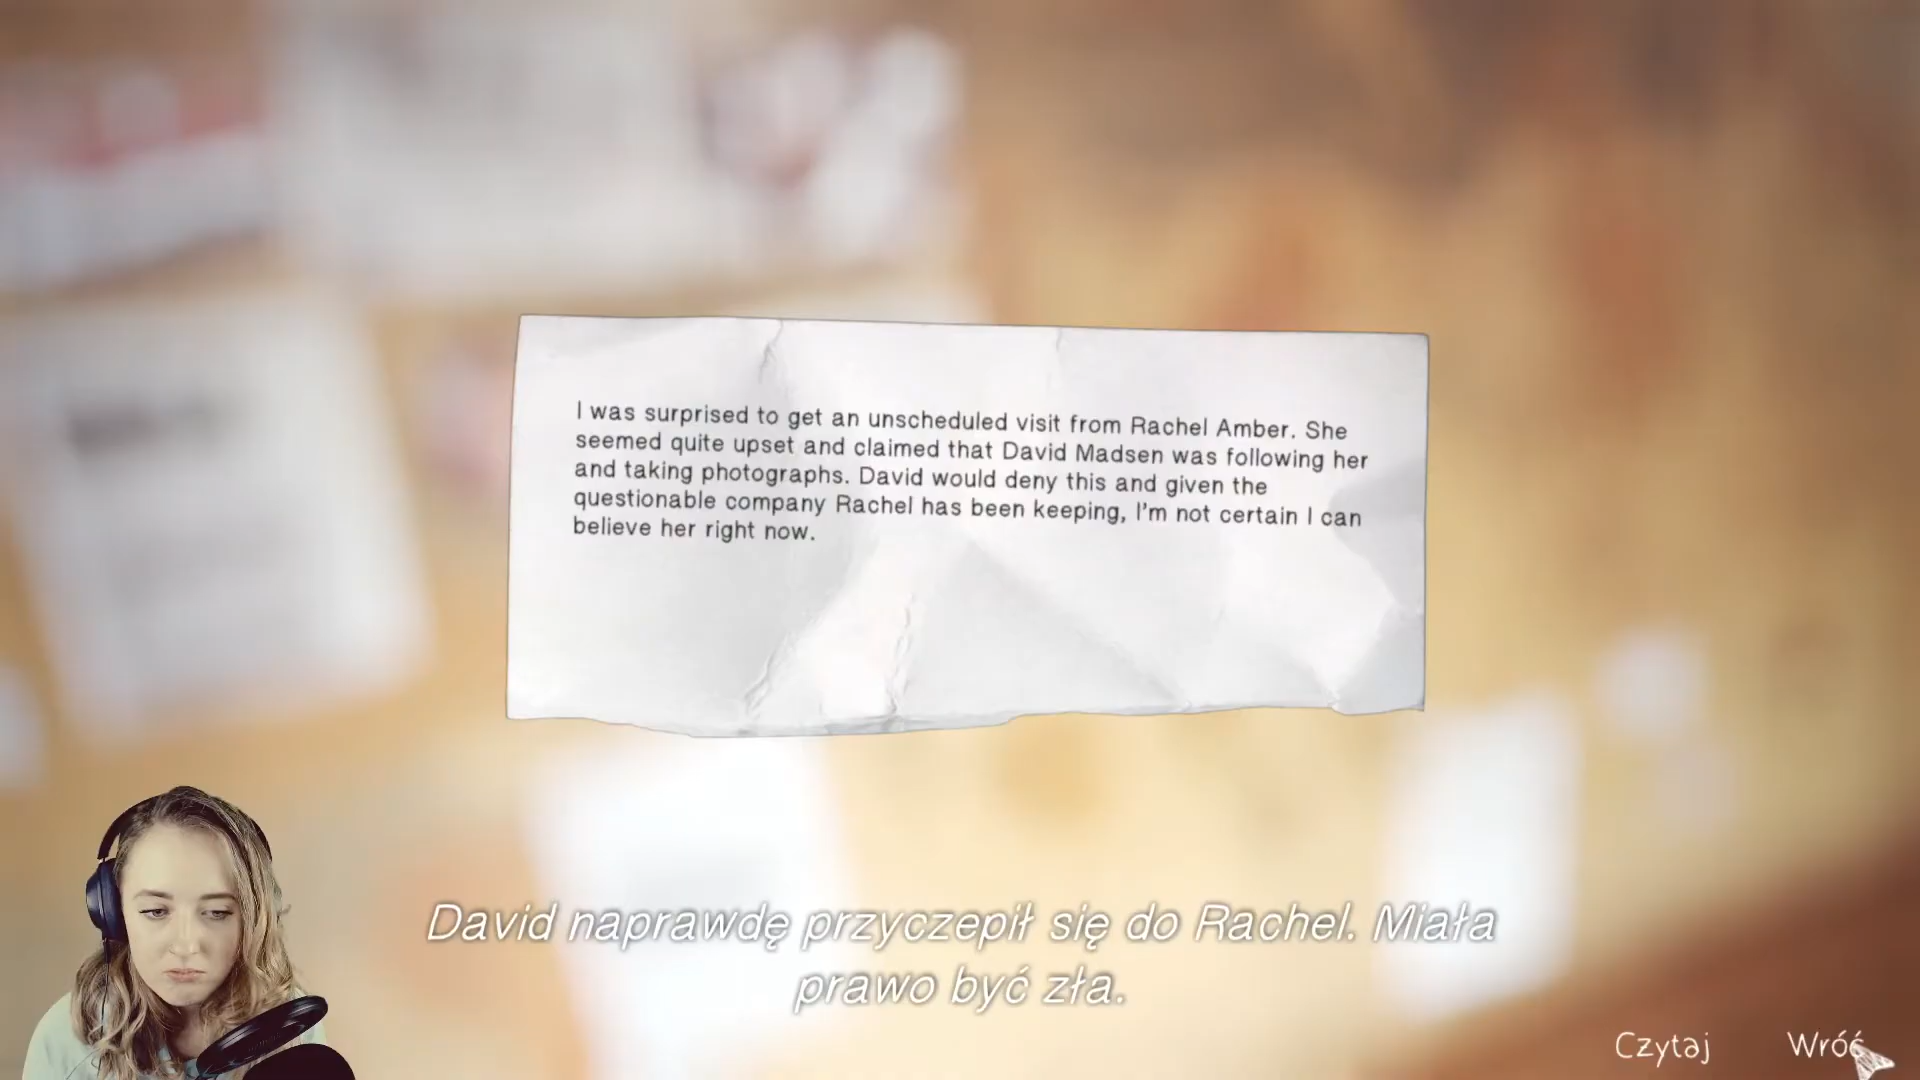 I was surprised to get an unscheduled visit from Rachel Amber. She
seemed quite upset and claimed that David Madsen was following her
and taking photographs. David would deny this and given the
questionable company Rachel has been keeping, I'm not certain I can
believe her right now.
David naprawdę przyczepił się do Rachel. Miała
prawo być zła.
Czytaj
Wróć